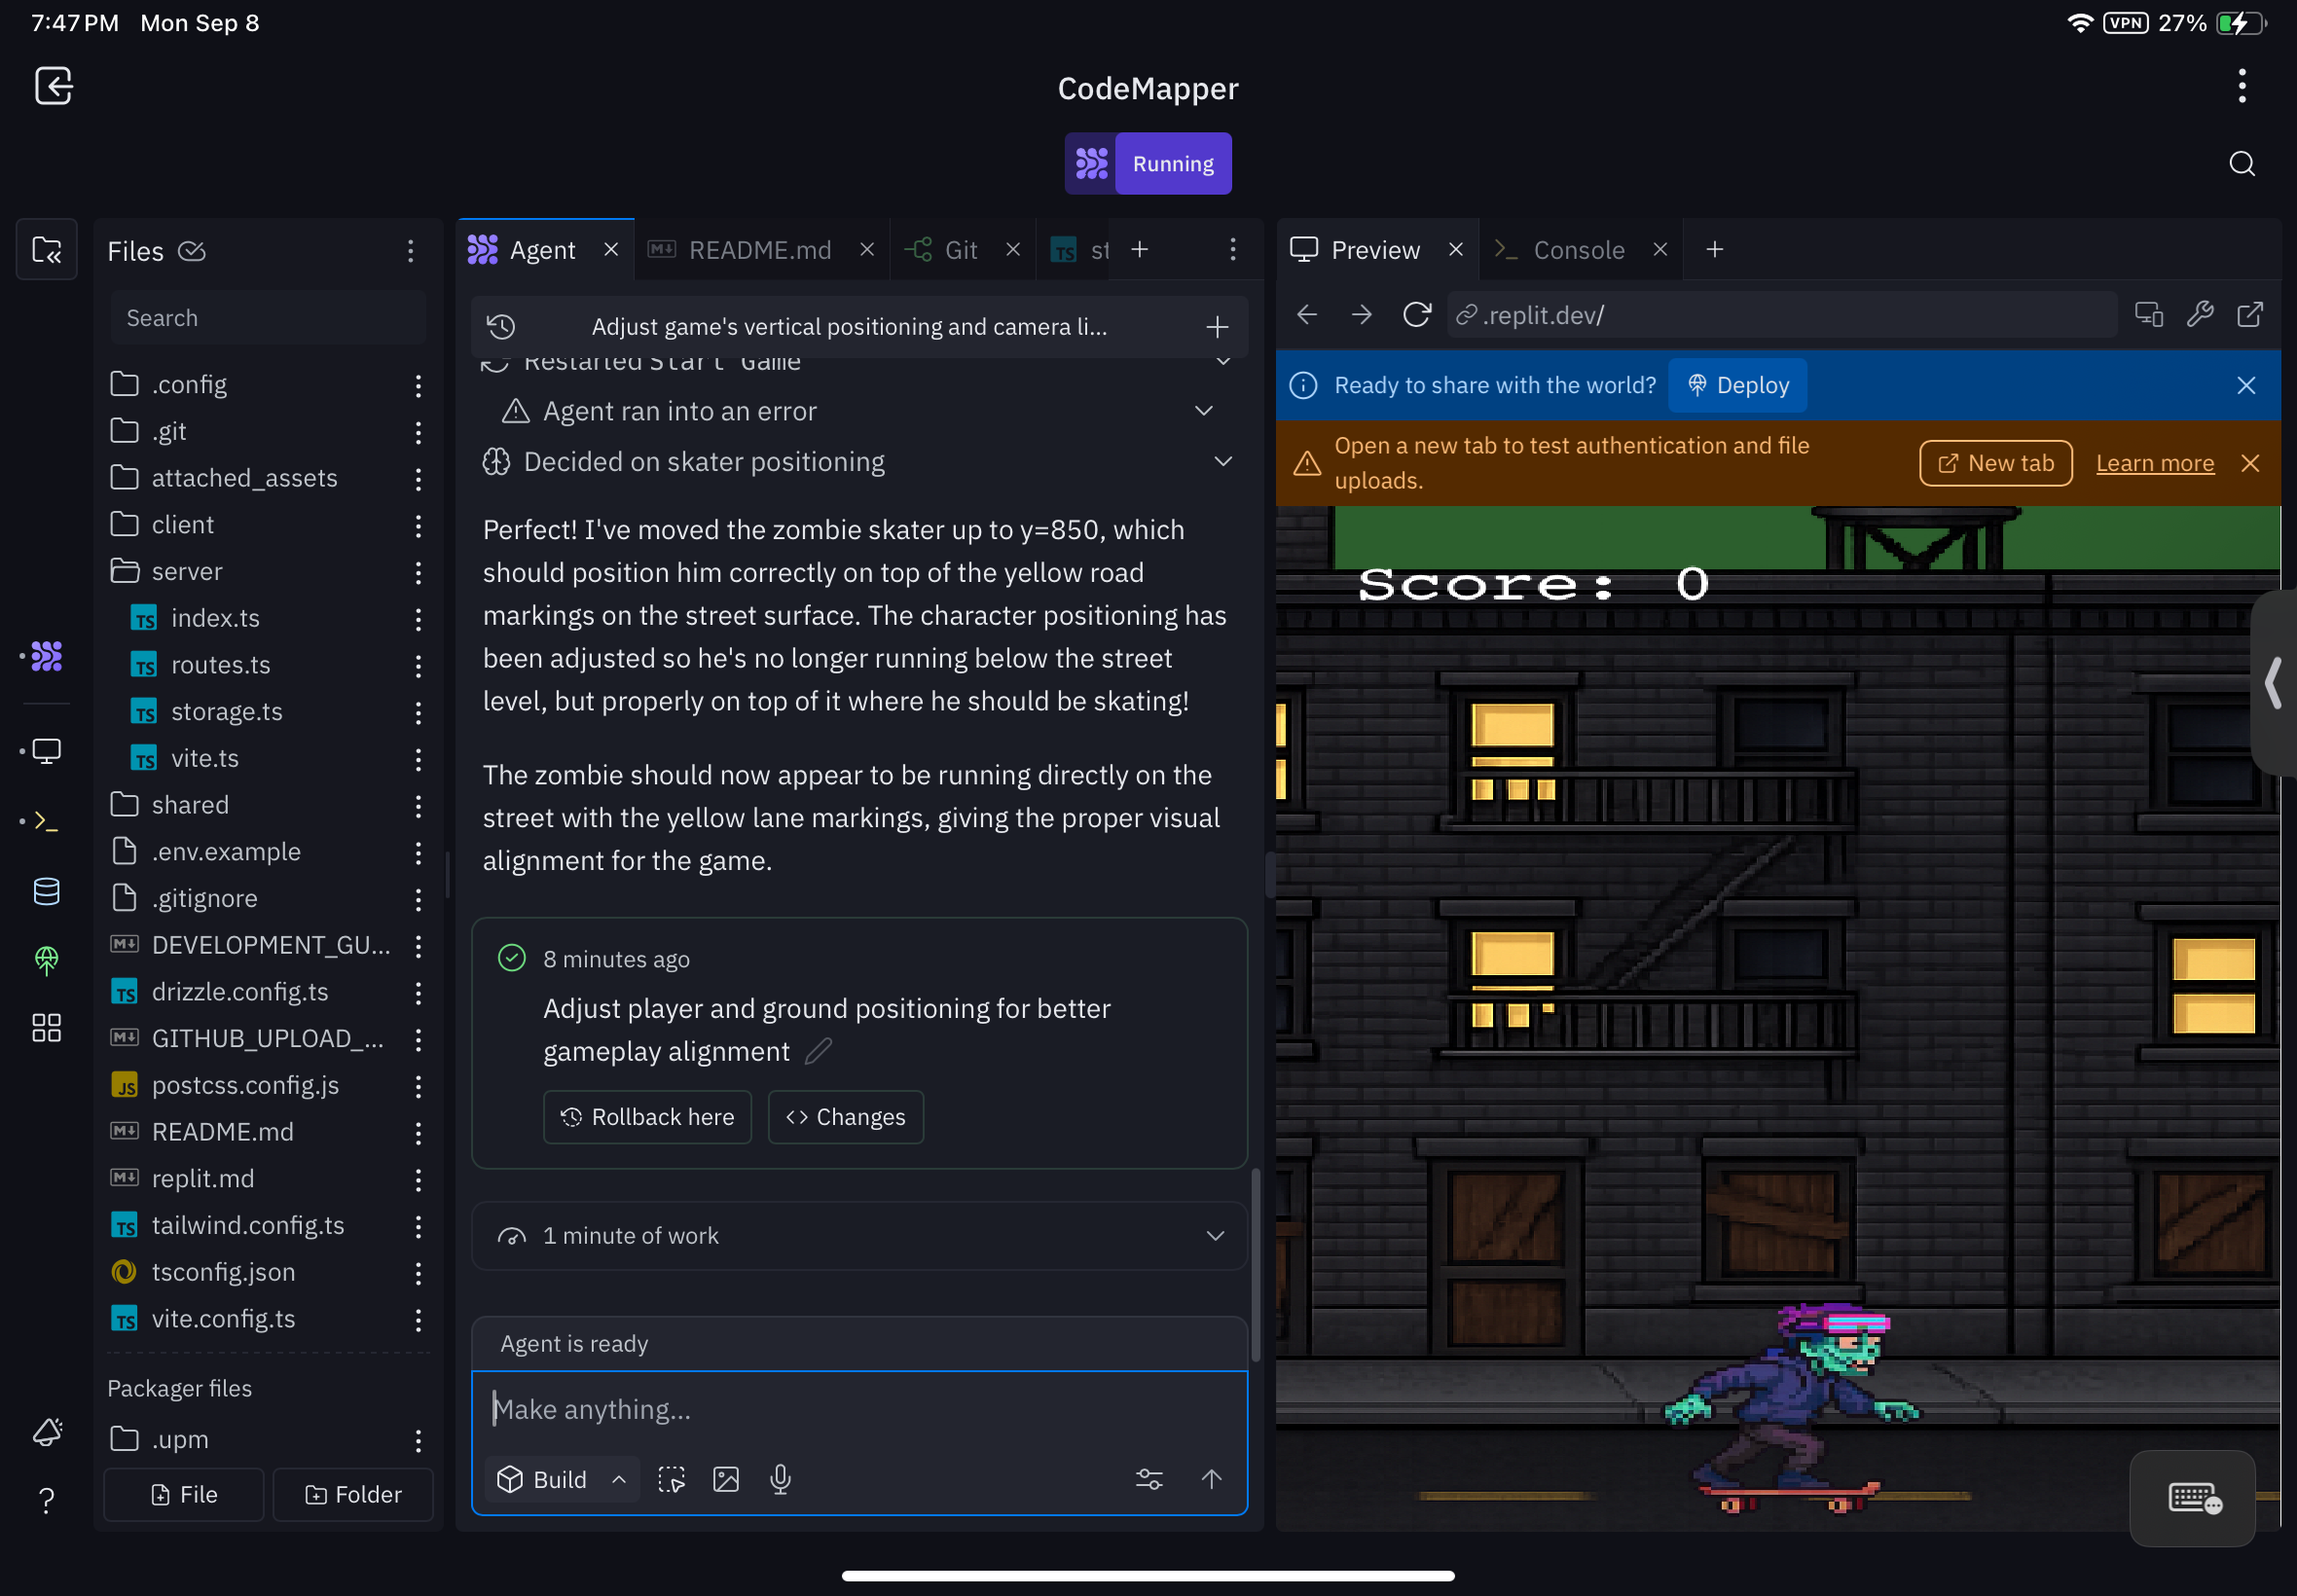 7:47 PM Mon Sep 8
VPN 27%
CodeMapper
Running
Files
Search
.config
.git
attached_assets
client
server
TS index.ts
TS routes.ts
TS storage.ts
TS vite.ts
shared
.env.example
.gitignore
DEVELOPMENT_GU...
TS drizzle.config.ts
GITHUB_UPLOAD_...
JS postcss.config.js
README.md
replit.md
TS tailwind.config.ts
tsconfig.json
TS vite.config.ts
Packager files
.upm
File Folder
Agent README.md Git TS st
Adjust game's vertical positioning and camera li...
Restarted Start Game
Agent ran into an error
Decided on skater positioning
Perfect! I've moved the zombie skater up to y=850, which
should position him correctly on top of the yellow road
markings on the street surface. The character positioning has
been adjusted so he's no longer running below the street
level, but properly on top of it where he should be skating!
The zombie should now appear to be running directly on the
street with the yellow lane markings, giving the proper visual
alignment for the game.
8 minutes ago
Adjust player and ground positioning for better
gameplay alignment
Rollback here <> Changes
1 minute of work
Agent is ready
Make anything...
Build
Preview Console
.replit.dev/
Ready to share with the world? Deploy
Open a new tab to test authentication and file
uploads.
New tab Learn more
Score: 0